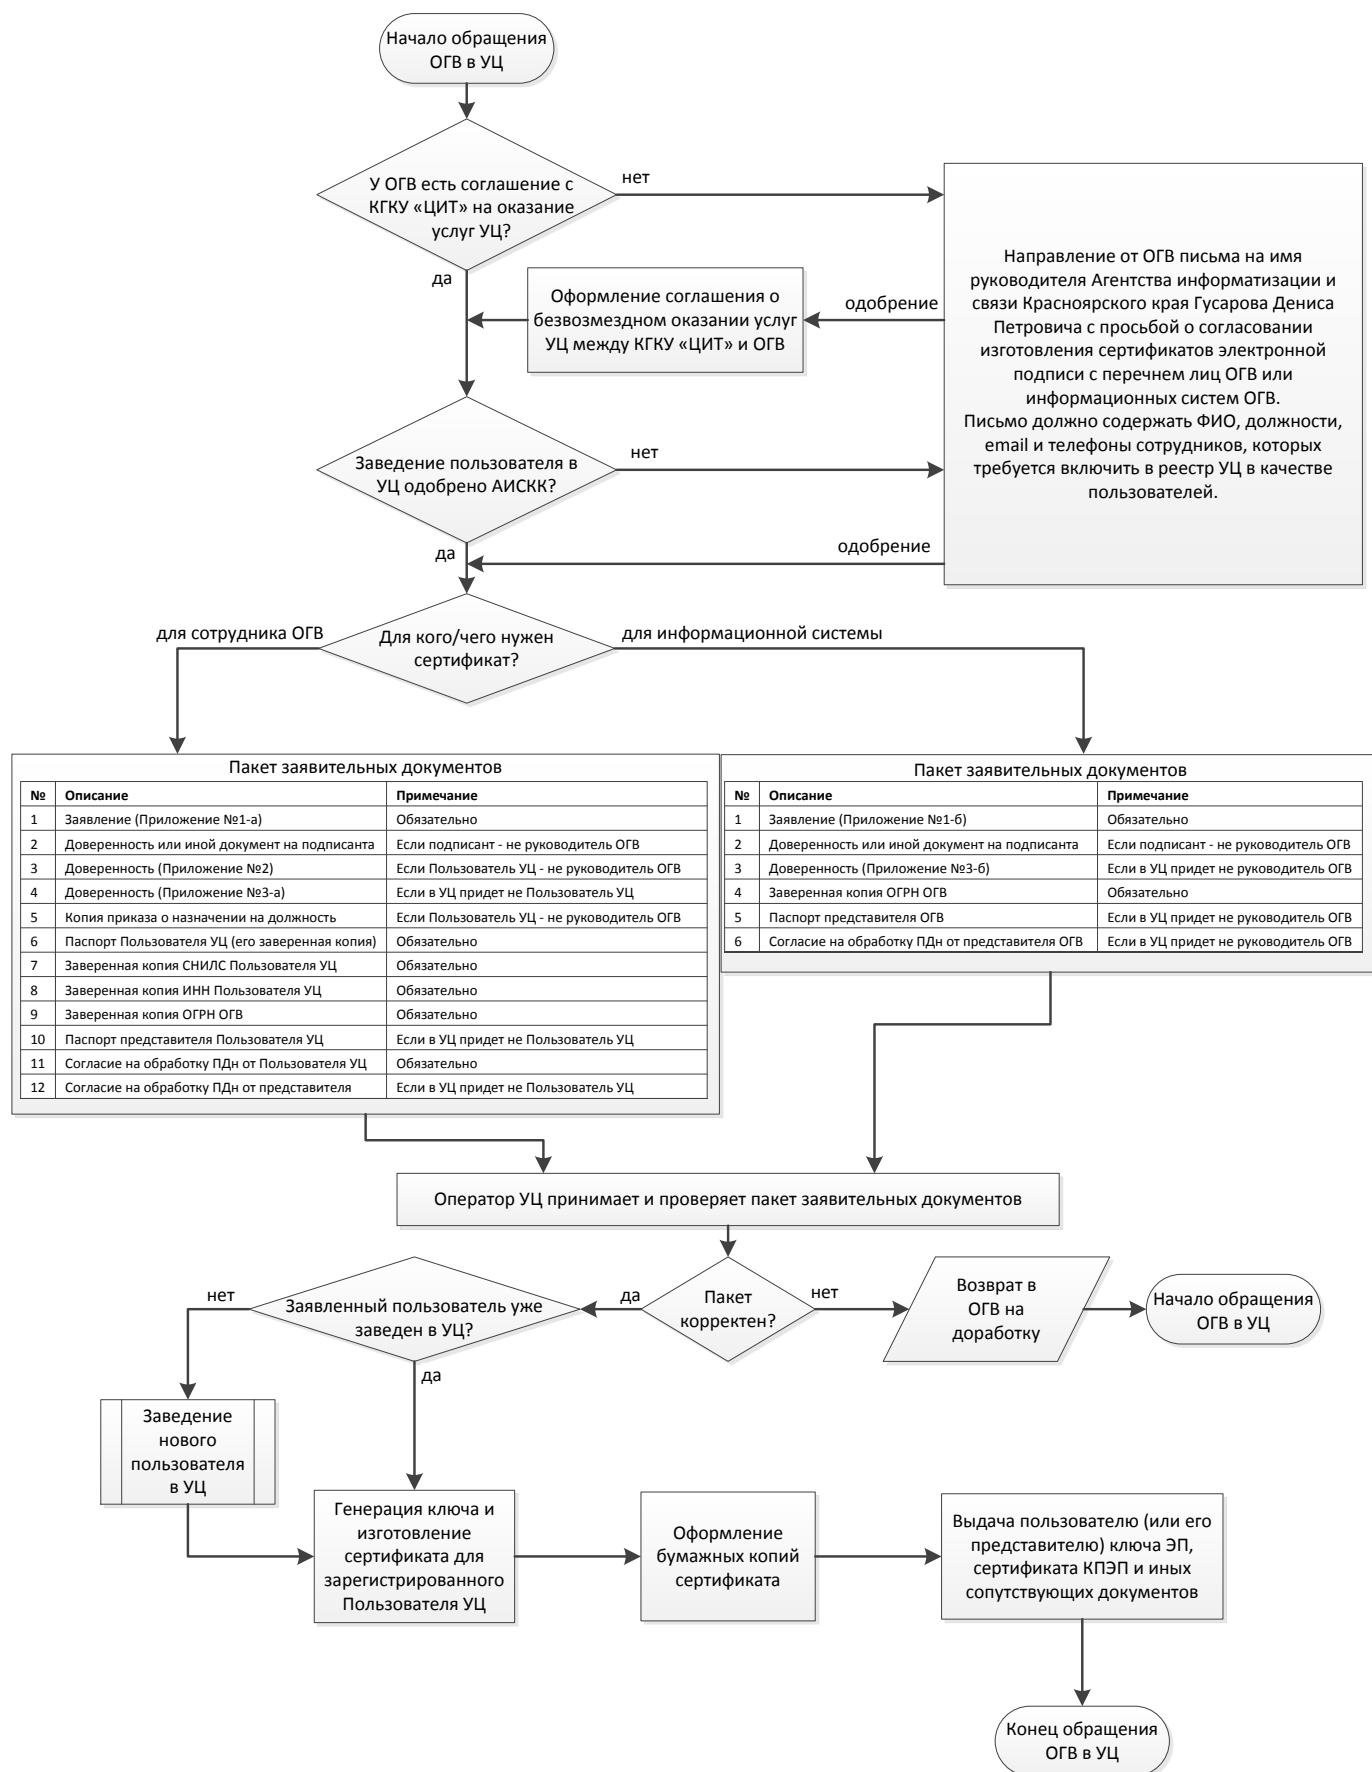 Начало обращения
ОГВ в УЦ
У ОГВ есть соглашение с
КГКУ «ЦИТ» на оказание
услуг УЦ?
нет
да
Направление от ОГВ письма на имя
руководителя Агентства информатизации и
связи Красноярского края Гусарова Дениса
Петровича с просьбой о согласовании
изготовления сертификатов электронной
подписи с перечнем лиц ОГВ или
информационных систем ОГВ.
Письмо должно содержать ФИО, должности,
email и телефоны сотрудников, которых
требуется включить в реестр УЦ в качестве
пользователей.
одобрение
Оформление соглашения о
безвозмездном оказании услуг
УЦ между КГКУ «ЦИТ» и ОГВ
Заведение пользователя в
УЦ одобрено АИСКК?
нет
да
одобрение
Для кого/чего нужен
сертификат?
для сотрудника ОГВ
для информационной системы
Пакет заявительных документов
№ Описание Примечание
1 Заявление (Приложение №1-а) Обязательно
2 Доверенность или иной документ на подписанта Если подписант - не руководитель ОГВ
3 Доверенность (Приложение №2) Если Пользователь УЦ - не руководитель ОГВ
4 Доверенность (Приложение №3-а) Если в УЦ придет не Пользователь УЦ
5 Копия приказа о назначении на должность Если Пользователь УЦ - не руководитель ОГВ
6 Паспорт Пользователя УЦ (его заверенная копия) Обязательно
7 Заверенная копия СНИЛС Пользователя УЦ Обязательно
8 Заверенная копия ИНН Пользователя УЦ Обязательно
9 Заверенная копия ОГРН ОГВ Обязательно
10 Паспорт представителя Пользователя УЦ Если в УЦ придет не Пользователь УЦ
11 Согласие на обработку ПДн от Пользователя УЦ Обязательно
12 Согласие на обработку ПДн от представителя Если в УЦ придет не Пользователь УЦ
Пакет заявительных документов
№ Описание Примечание
1 Заявление (Приложение №1-б) Обязательно
2 Доверенность или иной документ на подписанта Если подписант - не руководитель ОГВ
3 Доверенность (Приложение №3-б) Если в УЦ придет не руководитель ОГВ
4 Заверенная копия ОГРН ОГВ Обязательно
5 Паспорт представителя ОГВ Если в УЦ придет не руководитель ОГВ
6 Согласие на обработку ПДн от представителя ОГВ Если в УЦ придет не руководитель ОГВ
Оператор УЦ принимает и проверяет пакет заявительных документов
Пакет
корректен?
да
нет
Возврат в
ОГВ на
доработку
Начало обращения
ОГВ в УЦ
Заявленный пользователь уже
заведен в УЦ?
нет
да
Заведение
нового
пользователя
в УЦ
Генерация ключа и
изготовление
сертификата для
зарегистрированного
Пользователя УЦ
Оформление
бумажных копий
сертификата
Выдача пользователю (или его
представителю) ключа ЭП,
сертификата КПЭП и иных
сопутствующих документов
Конец обращения
ОГВ в УЦ